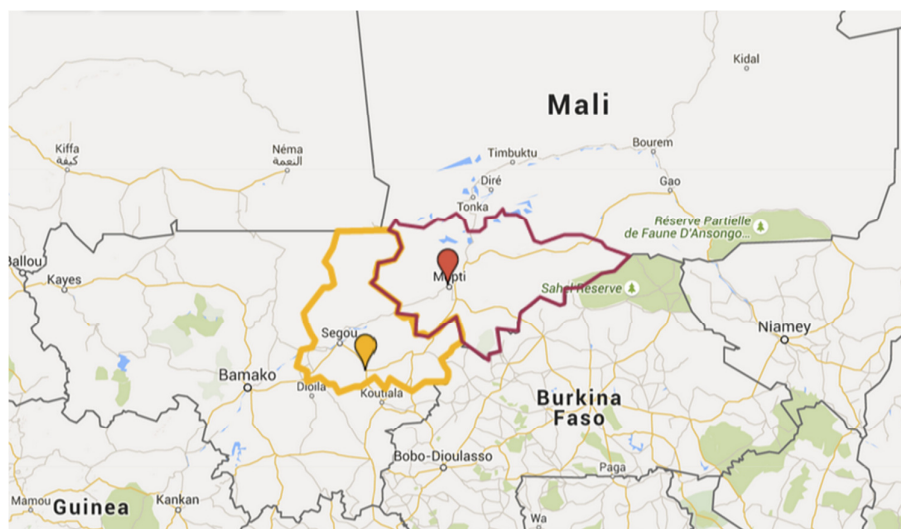 Kidal
Mali
Kiffa
كيفة
Néma
النعمة
Timbuktu
Bourem
Diré
Gao
Tonka
Réserve Partielle
de Faune D'Ansongo...
Ballou
Kayes
Mopti
Sahel Reserve
Segou
Niamey
Bamako
Dioila
Koutiala
Burkina
Faso
Bobo-Dioulasso
Paga
Mamou
Guinea
Kankan
Wa